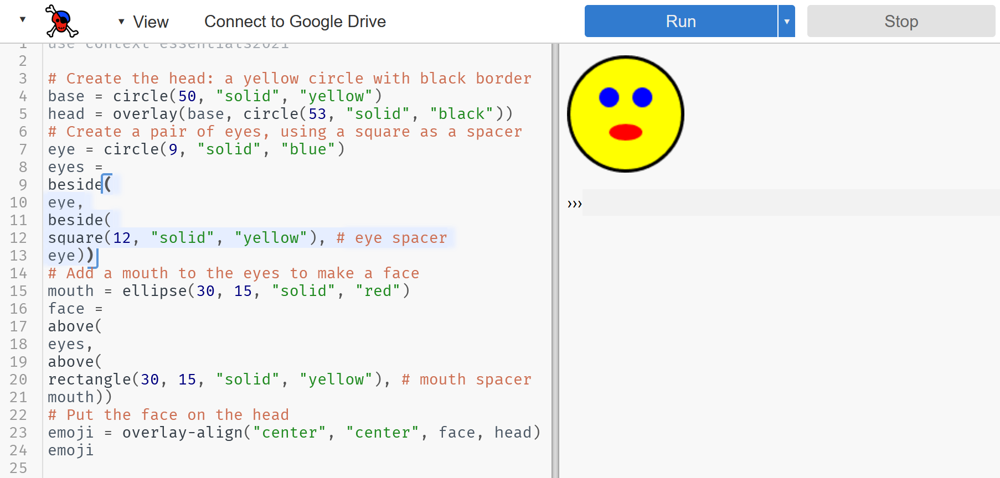 ▼ ▼ View Connect to Google Drive Run ▼ Stop
1 use context essentials2021
2
3 # Create the head: a yellow circle with black border
4 base = circle(50, "solid", "yellow")
5 head = overlay(base, circle(53, "solid", "black"))
6 # Create a pair of eyes, using a square as a spacer
7 eye = circle(9, "solid", "blue")
8 eyes =
9 beside(
10 eye,
11 beside(
12 square(12, "solid", "yellow"), # eye spacer
13 eye))
14 # Add a mouth to the eyes to make a face
15 mouth = ellipse(30, 15, "solid", "red")
16 face =
17 above(
18 eyes,
19 above(
20 rectangle(30, 15, "solid", "yellow"), # mouth spacer
21 mouth))
22 # Put the face on the head
23 emoji = overlay-align("center", "center", face, head)
24 emoji
25
›››